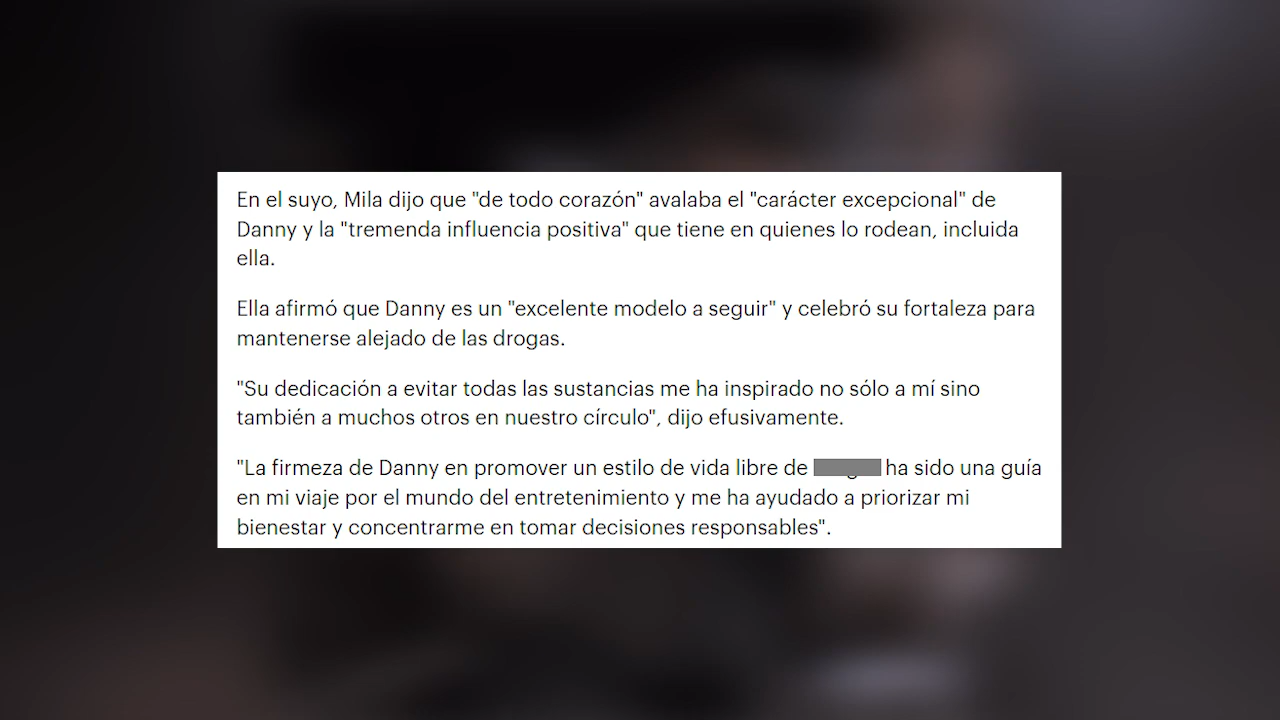 En el suyo, Mila dijo que "de todo corazón" avalaba el "carácter excepcional" de
Danny y la "tremenda influencia positiva" que tiene en quienes lo rodean, incluida
ella.
Ella afirmó que Danny es un "excelente modelo a seguir" y celebró su fortaleza para
mantenerse alejado de las drogas.
"Su dedicación a evitar todas las sustancias me ha inspirado no sólo a mí sino
también a muchos otros en nuestro círculo", dijo efusivamente.
"La firmeza de Danny en promover un estilo de vida libre de ha sido una guía
en mi viaje por el mundo del entretenimiento y me ha ayudado a priorizar mi
bienestar y concentrarme en tomar decisiones responsables".